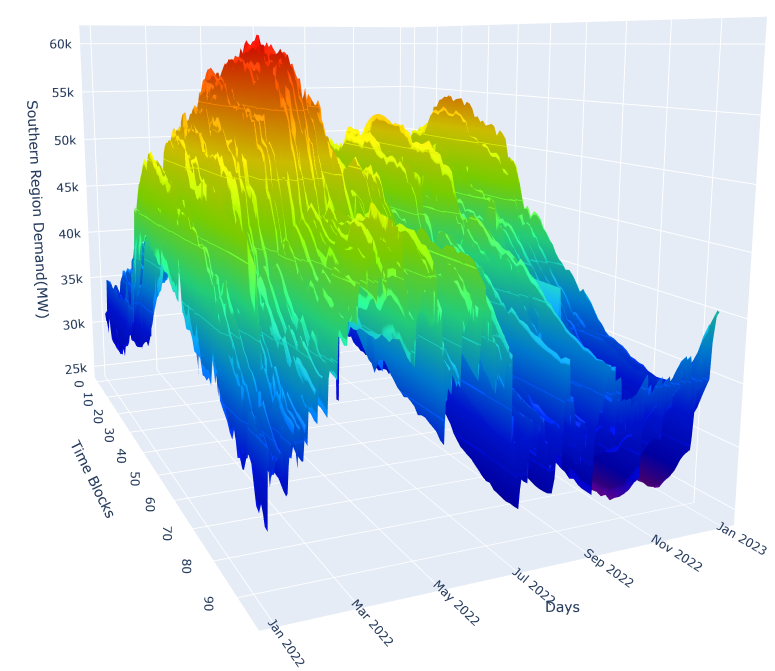 60k
55k
50k
45k
40k
35k
30k
25k
Southern Region Demand(MW)
0
10
20
30
40
50
60
70
80
90
Time Blocks
Jan 2022
Mar 2022
May 2022
Jul 2022
Sep 2022
Nov 2022
Jan 2023
Days